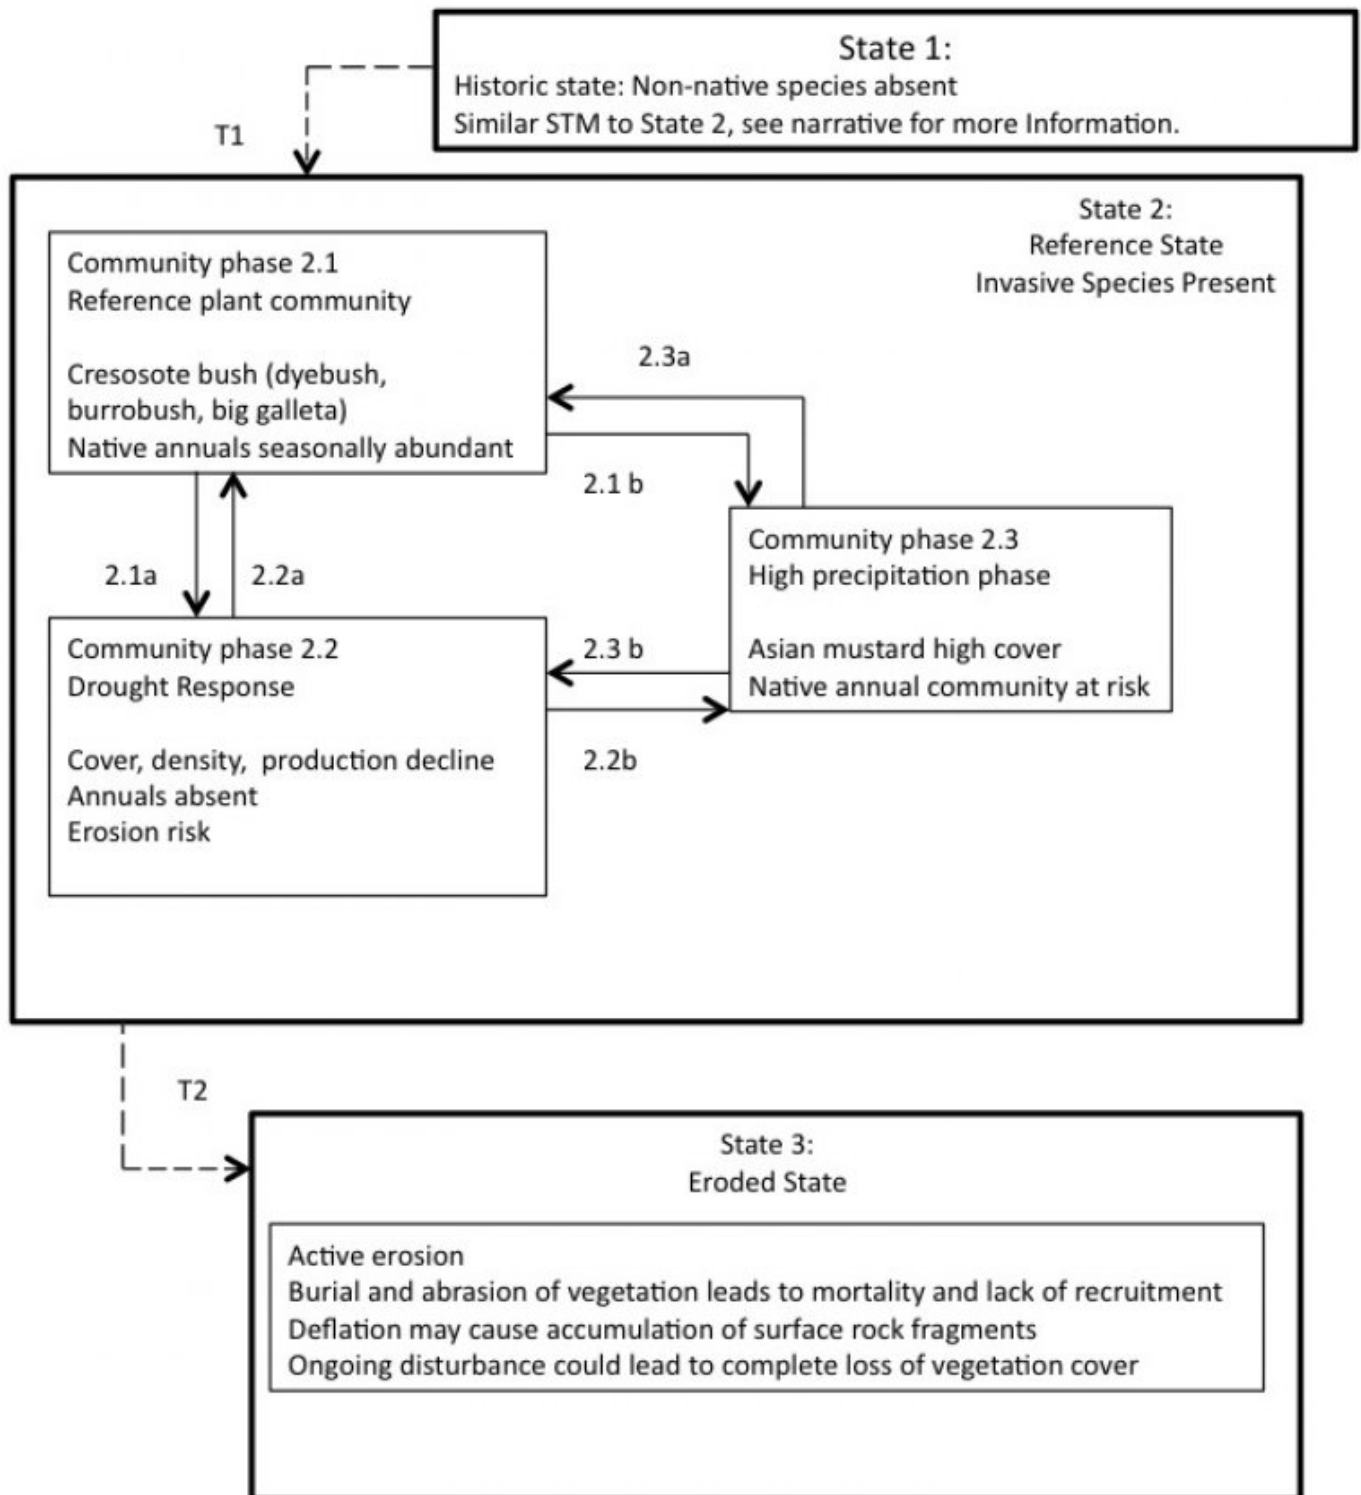 State 1:
Historic state: Non-native species absent
Similar STM to State 2, see narrative for more Information.
T1
State 2:
Reference State
Invasive Species Present
Community phase 2.1
Reference plant community
Cresosote bush (dyebush,
burrobush, big galleta)
Native annuals seasonally abundant
2.3a
2.1 b
2.1a
2.2a
Community phase 2.3
High precipitation phase
Asian mustard high cover
Native annual community at risk
Community phase 2.2
Drought Response
Cover, density,  production decline
Annuals absent
Erosion risk
2.3 b
2.2b
T2
State 3:
Eroded State
Active erosion
Burial and abrasion of vegetation leads to mortality and lack of recruitment
Deflation may cause accumulation of surface rock fragments
Ongoing disturbance could lead to complete loss of vegetation cover